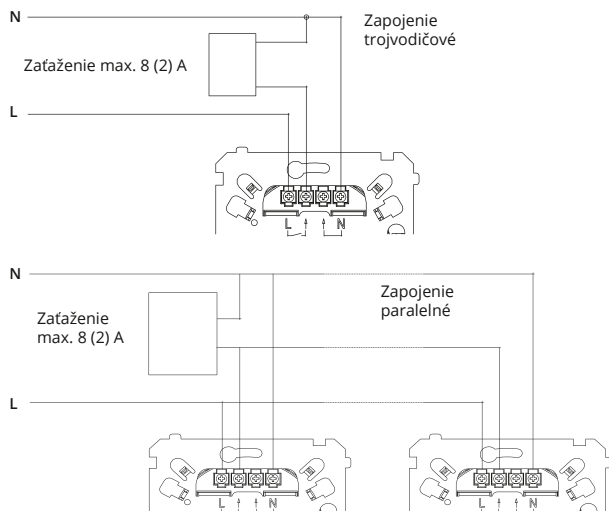 N
Zapojenie
trojvodičové
Zaťaženie max. 8 (2) A
L
L N
N
Zapojenie
paralelné
Zaťaženie
max. 8 (2) A
L
L N
L N